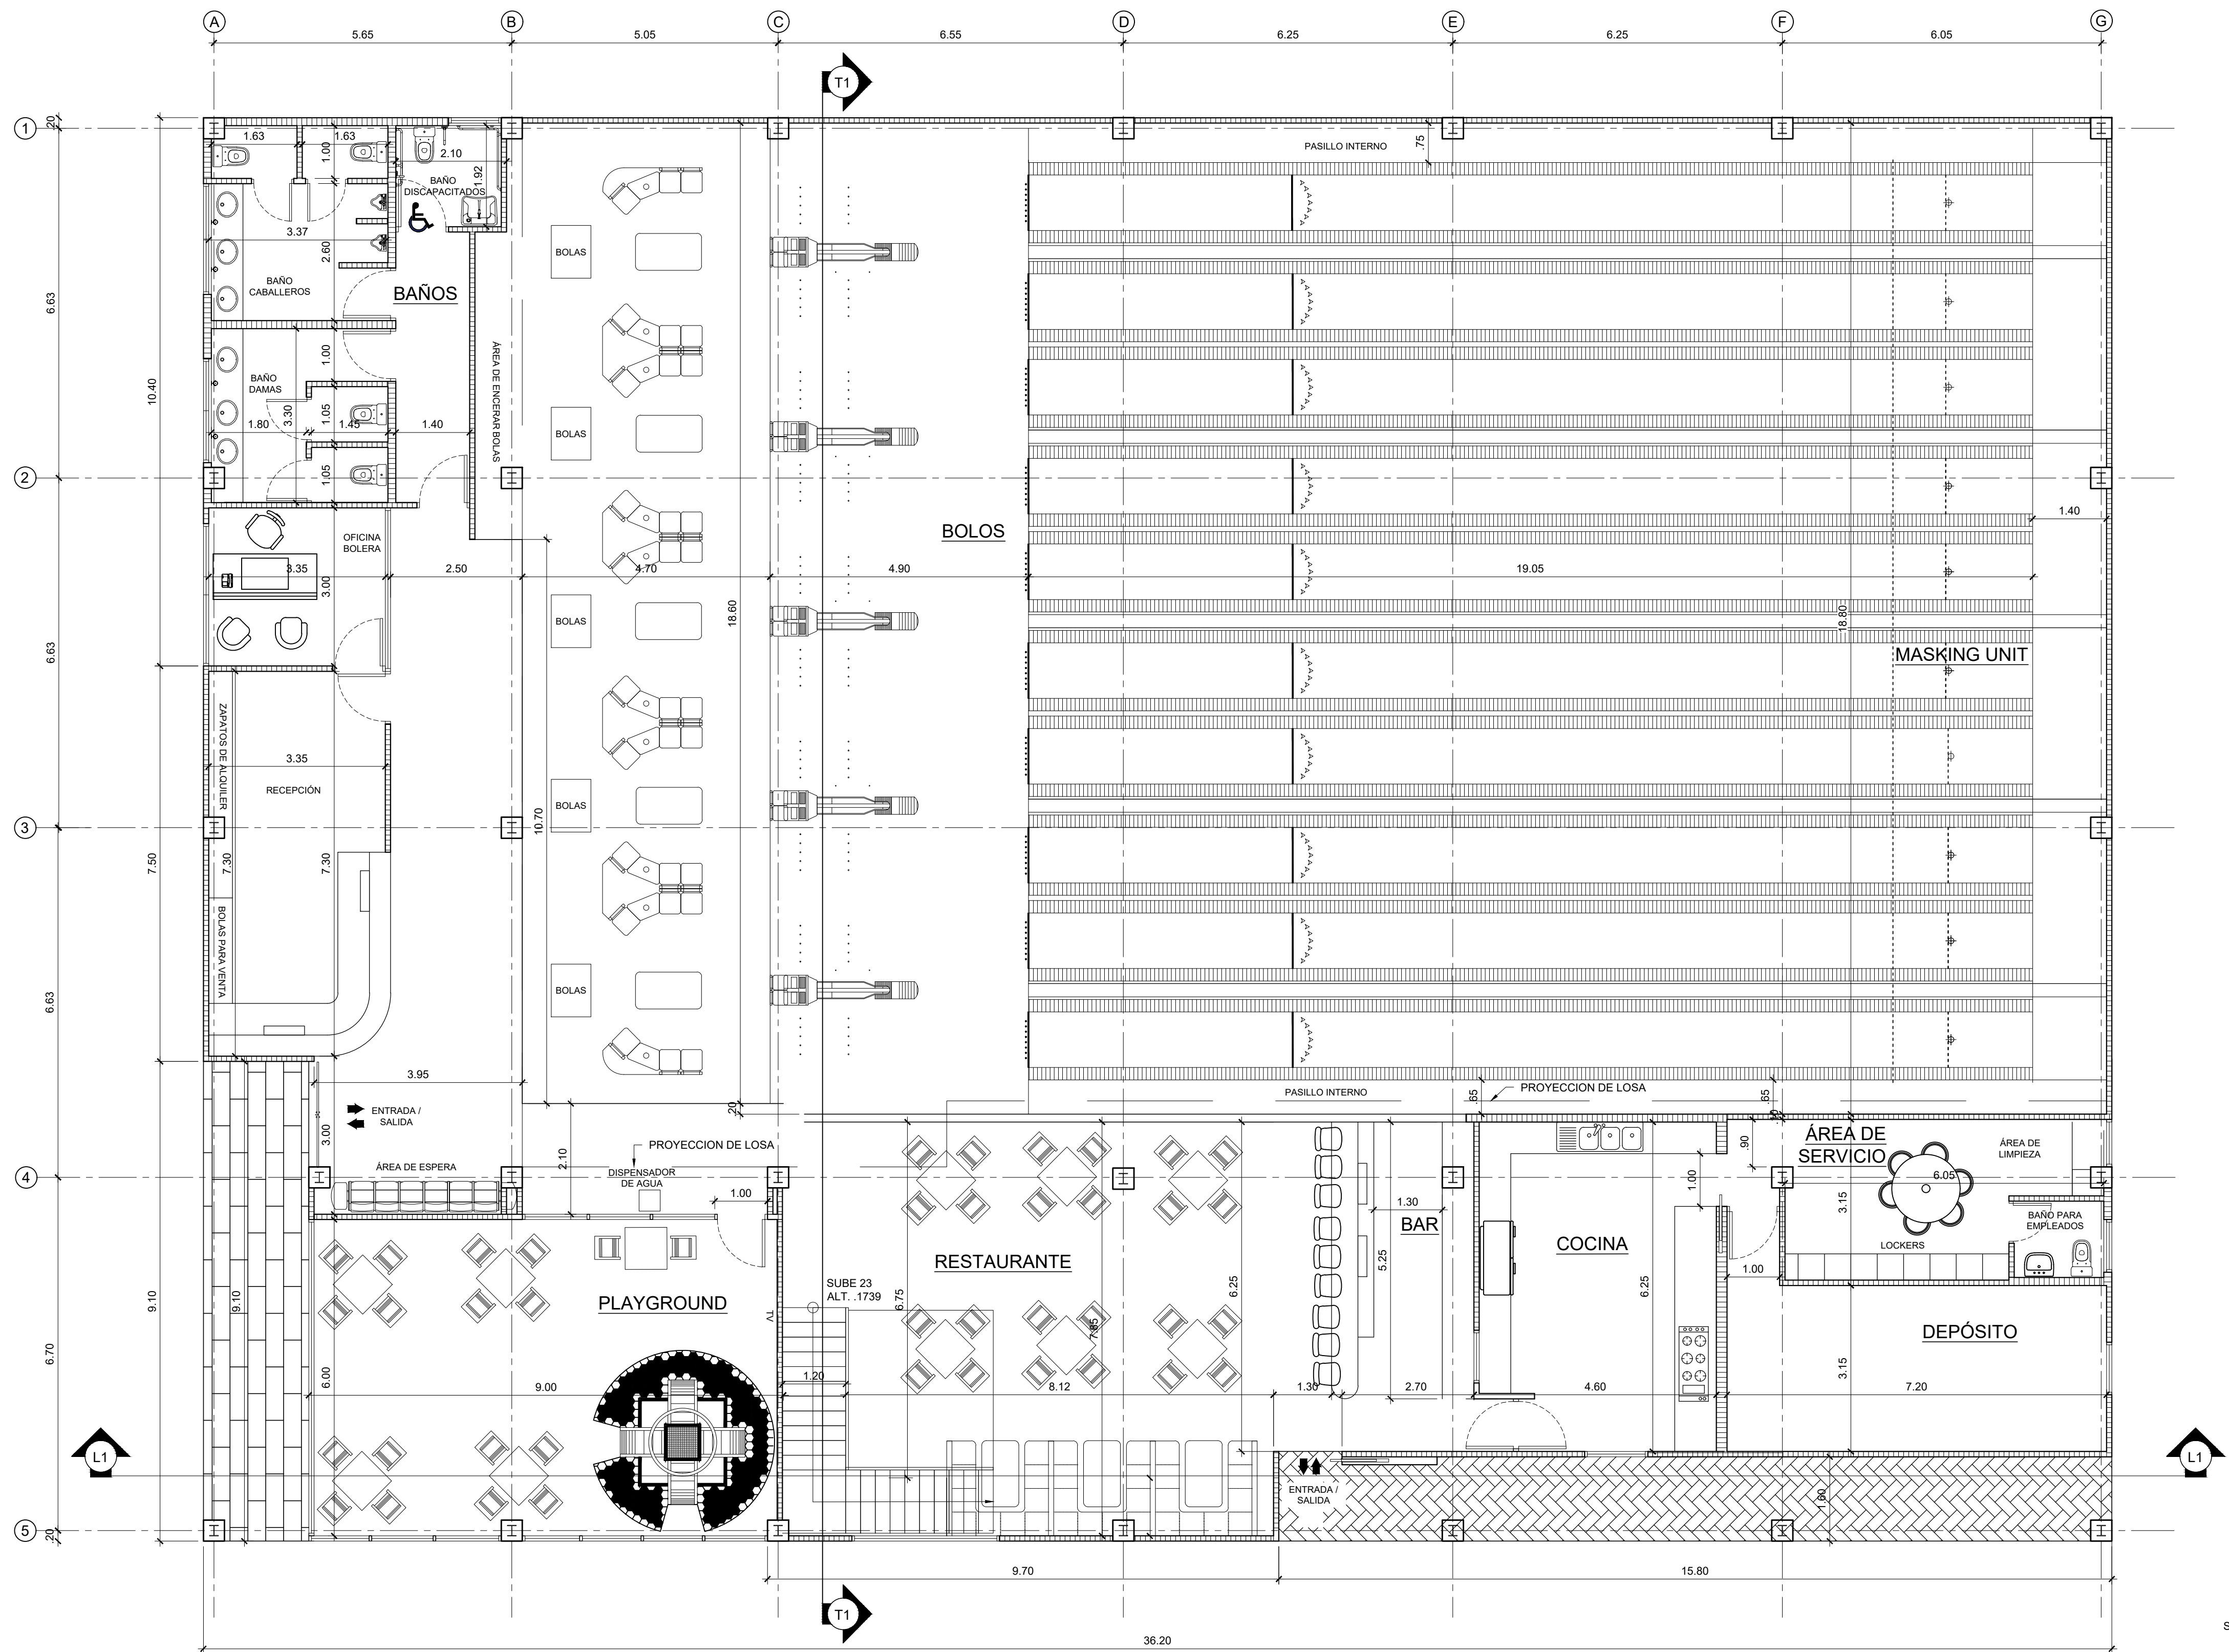 A
B
C
D
E
F
G
5.65
5.05
6.55
6.25
6.25
6.05
T1
1
.20
1.63
1.63
1.00
2.10
1.92
BAÑO
DISCAPACITADOS
PASILLO INTERNO
.75
3.37
2.60
BAÑO
CABALLEROS
BAÑOS
BOLAS
6.63
10.40
1.00
BAÑO
DAMAS
3.30
1.05
1.80
1.45
1.40
1.05
ÁREA DE ENCERAR BOLAS
BOLAS
2
OFICINA
BOLERA
3.35
3.00
2.50
4.70
4.90
19.05
1.40
BOLOS
18.60
18.80
BOLAS
MASKING UNIT
6.63
ZAPATOS DE ALQUILER
3.35
RECEPCIÓN
7.30
7.30
BOLAS PARA VENTA
10.70
BOLAS
3
7.50
BOLAS
6.63
3.95
ENTRADA /
SALIDA
3.00
.20
PASILLO INTERNO
.65
PROYECCION DE LOSA
.65
PROYECCION DE LOSA
2.10
ÁREA DE ESPERA
DISPENSADOR
DE AGUA
1.00
4
.90
ÁREA DE
SERVICIO
ÁREA DE
LIMPIEZA
6.05
3.15
BAÑO PARA
EMPLEADOS
LOCKERS
1.00
1.00
1.30
BAR
5.25
COCINA
6.25
RESTAURANTE
6.75
7.85
6.25
SUBE 23
ALT. .1739
PLAYGROUND
TV
DEPÓSITO
3.15
9.10
9.10
6.70
6.00
9.00
1.20
8.12
1.30
2.70
4.60
7.20
L1
L1
ENTRADA /
SALIDA
1.60
5
.20
9.70
15.80
T1
36.20
S